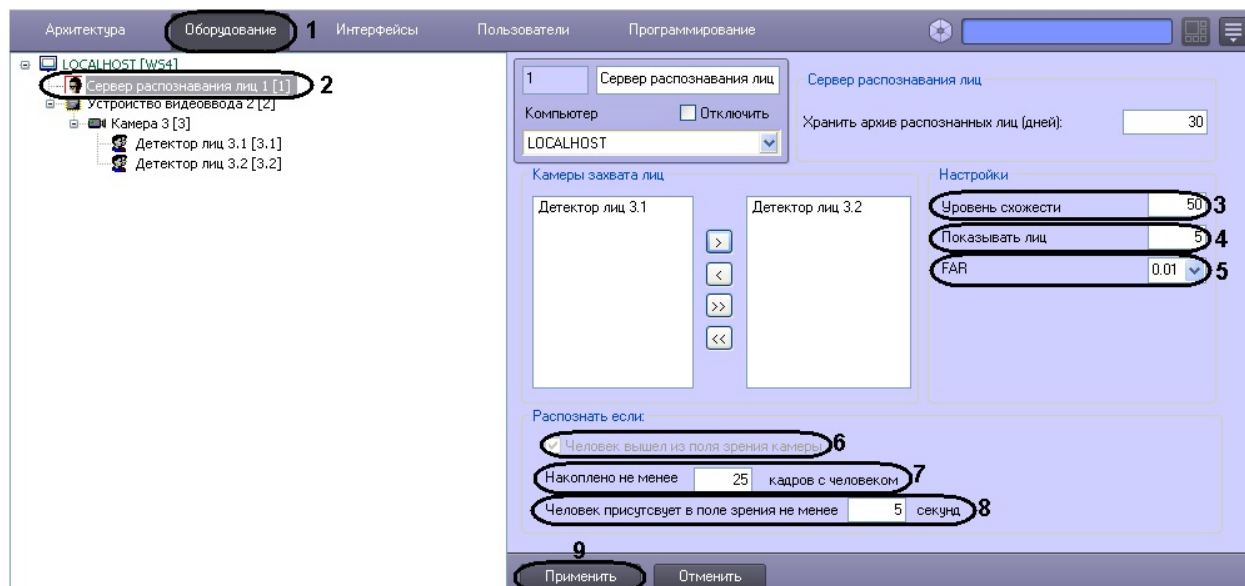 Архитектура Оборудование 1 Интерфейсы Пользователи Программирование
LOCALHOST [WS4]
Сервер распознавания лиц 1 [1] 2
Устройство видеоввода 2 [2]
Камера 3 [3]
Детектор лиц 3.1 [3.1]
Детектор лиц 3.2 [3.2]
1 Сервер распознавания лиц
Компьютер Отключить
LOCALHOST
Сервер распознавания лиц
Хранить архив распознанных лиц (дней): 30
Камеры захвата лиц
Детектор лиц 3.1
>
<
>>
<<
Детектор лиц 3.2
Настройки
Уровень схожести 50 3
Показывать лиц 5 4
FAR 0.01 5
Распознать если:
Человек вышел из поля зрения камеры 6
Накоплено не менее 25 кадров с человеком 7
Человек присутсвует в поле зрения не менее 5 секунд 8
9
Применить Отменить